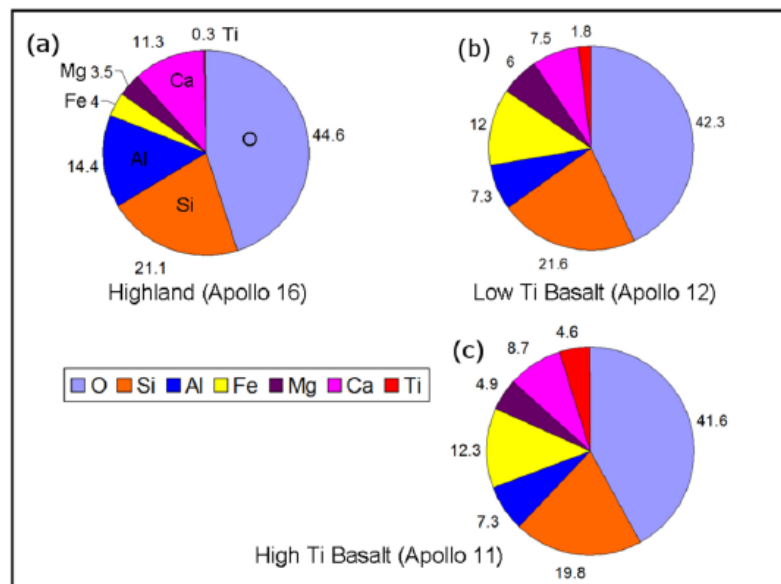 (a)
0.3 Ti
11.3
Mg 3.5
Ca
Fe 4
O
44.6
14.4
Al
Si
21.1
Highland (Apollo 16)
(b)
1.8
7.5
6
12
42.3
7.3
21.6
Low Ti Basalt (Apollo 12)
O Si Al Fe Mg Ca Ti
(c)
4.6
8.7
4.9
41.6
12.3
7.3
19.8
High Ti Basalt (Apollo 11)